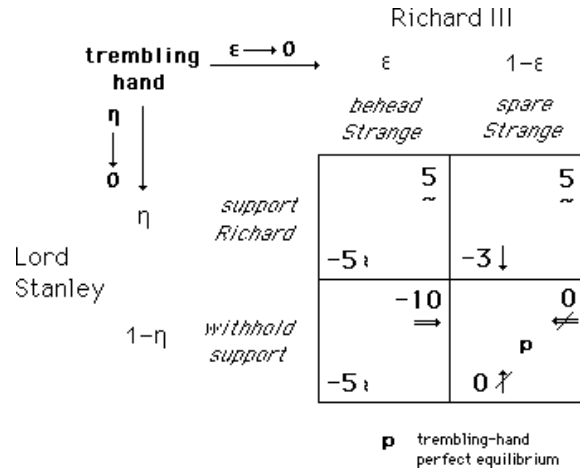 Richard III
trembling
hand
ε → 0
ε
1-ε
behead
Strange
spare
Strange
η
↓
0
η
support
Richard
5
~
5
~
-5 ~
-3 ↓
Lord
Stanley
1-η
withhold
support
-10
⇒
0
⇍
p
-5 ~
0 ↑
p trembling-hand
perfect equilibrium